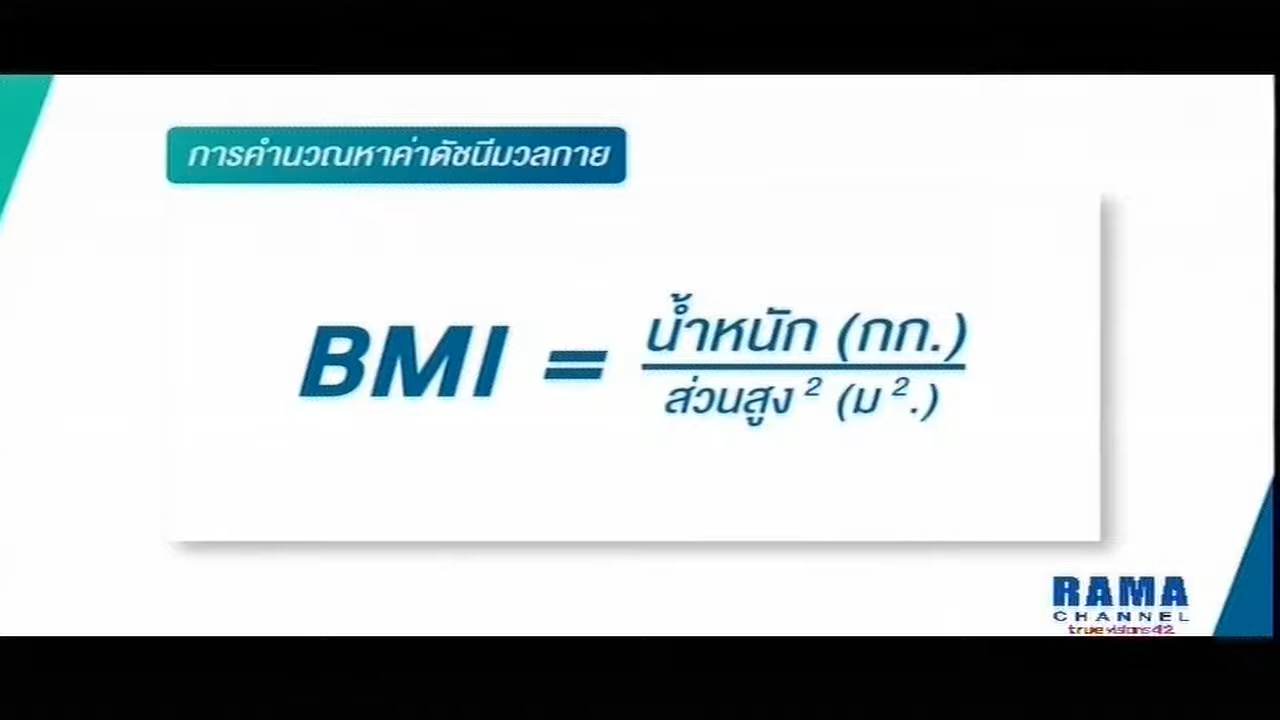 การคำนวณหาค่าดัชนีมวลกาย
BMI = น้ำหนัก (กก.)
ส่วนสูง ² (ม ².)
RAMA
CHANNEL
truevisions42